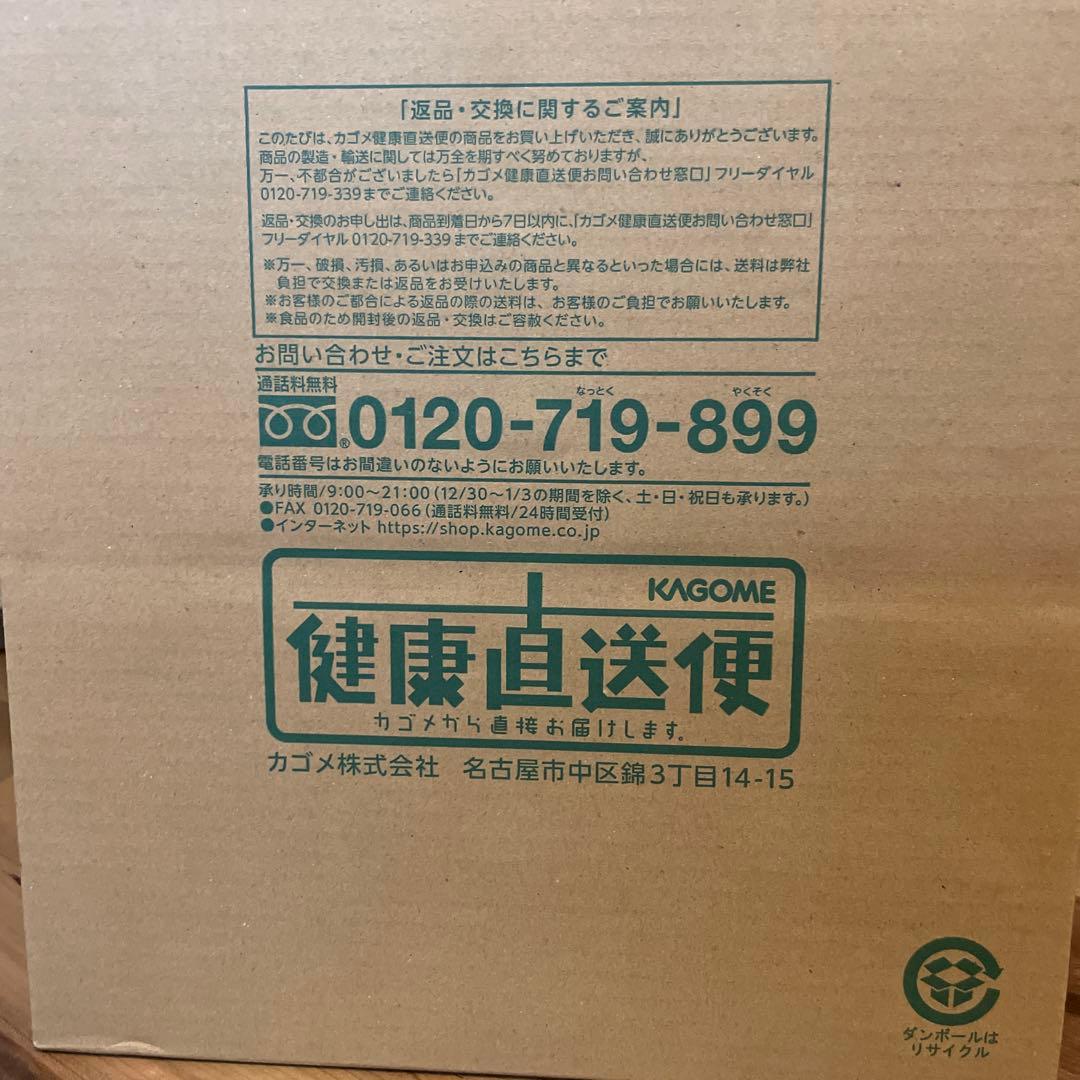 「返品・交換に関するご案内」
このたびは、カゴメ健康直送便の商品をお買い上げいただき、誠にありがとうございます。
商品の製造・輸送に関しては万全を期すべく努めておりますが、
万一、不都合がございましたら「カゴメ健康直送便お問い合わせ窓口」フリーダイヤル
0120-719-339までご連絡ください。
返品・交換のお申し出は、商品到着日から7日以内に、「カゴメ健康直送便お問い合わせ窓口」
フリーダイヤル 0120-719-339 までご連絡ください。
※万一、破損、汚損、あるいはお申込みの商品と異なるといった場合には、送料は弊社
負担で交換または返品をお受けいたします。
※お客様のご都合による返品の際の送料は、お客様のご負担でお願いいたします。
※食品のため開封後の返品・交換はご容赦ください。
お問い合わせ・ご注文はこちらまで
通話料無料
なっとく やくそく
®0120-719-899
電話番号はお間違いのないようにお願いいたします。
承り時間/9:00〜21:00(12/30〜1/3の期間を除く、土・日・祝日も承ります。)
●FAX 0120-719-066(通話料無料/24時間受付)
●インターネット https://shop.kagome.co.jp
KAGOME
健康直送便
カゴメから直接お届けします。
カゴメ株式会社 名古屋市中区錦3丁目14-15
ダンボールは
リサイクル